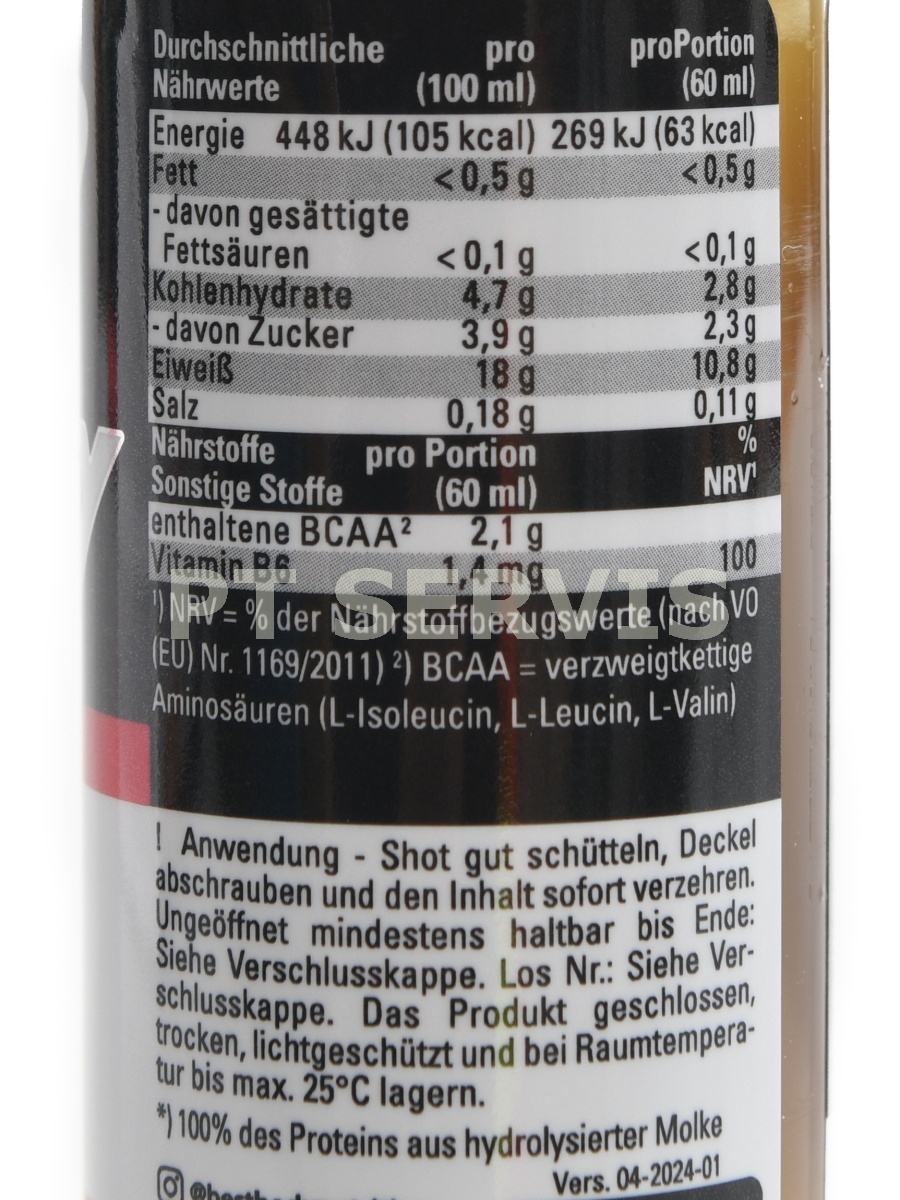 Durchschnittliche pro proPortion
Nährwerte (100 ml) (60 ml)
Energie 448 kJ (105 kcal) 269 kJ (63 kcal)
Fett <0,5 g <0,5 g
- davon gesättigte
Fettsäuren <0,1 g <0,1 g
Kohlenhydrate 4,7 g 2,8 g
- davon Zucker 3,9 g 2,3 g
Eiweiß 18 g 10,8 g
Salz 0,18 g 0,11 g
Nährstoffe pro Portion %
Sonstige Stoffe (60 ml) NRV¹
enthaltene BCAA² 2,1 g
Vitamin B6 1,4 mg 100
PT SERVIS
¹) NRV = % der Nährstoffbezugswerte (nach VO
(EU) Nr. 1169/2011) ²) BCAA = verzweigtkettige
Aminosäuren (L-Isoleucin, L-Leucin, L-Valin)
! Anwendung - Shot gut schütteln, Deckel
abschrauben und den Inhalt sofort verzehren.
Ungeöffnet mindestens haltbar bis Ende:
Siehe Verschlusskappe. Los Nr.: Siehe Ver-
schlusskappe. Das Produkt geschlossen,
trocken, lichtgeschützt und bei Raumtempera-
tur bis max. 25°C lagern.
*) 100% des Proteins aus hydrolysierter Molke
Vers. 04-2024-01